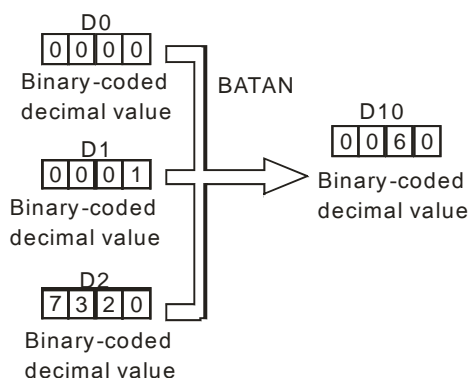 D0
0 0 0 0
Binary-coded
decimal value
BATAN
D1
0 0 0 1
Binary-coded
decimal value
D10
0 0 6 0
Binary-coded
decimal value
D2
7 3 2 0
Binary-coded
decimal value